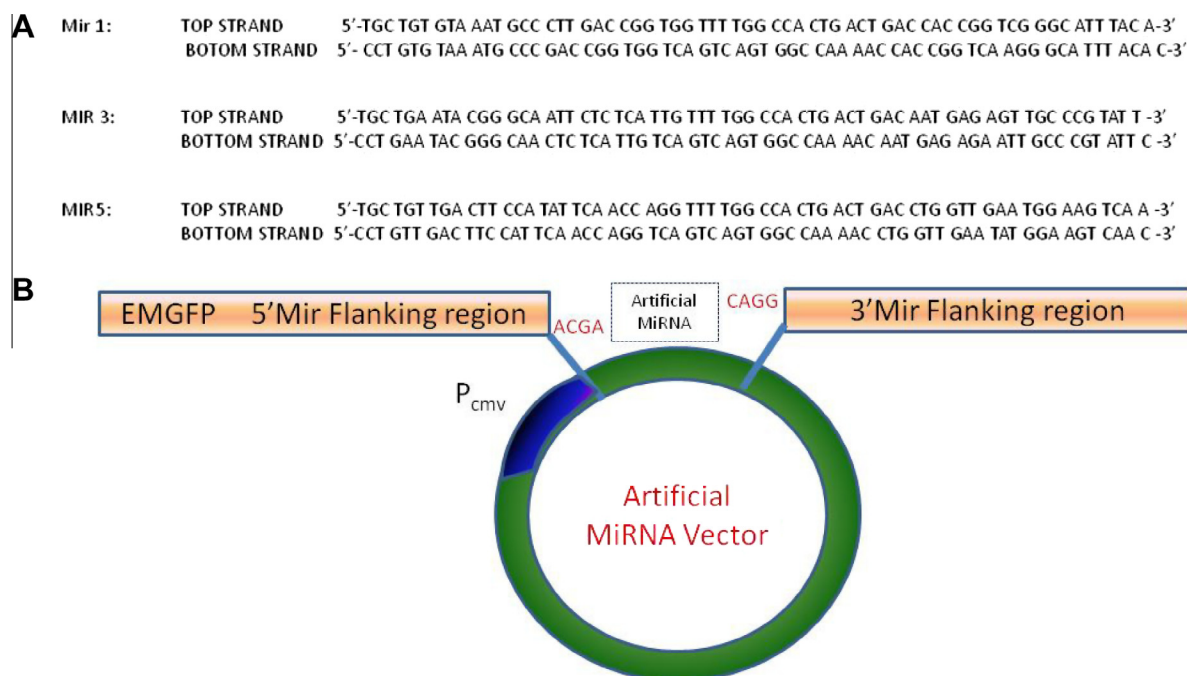 A
Mir 1: TOP STRAND 5′-TGC TGT GTA AAT GCC CTT GAC CGG TGG TTT TGG CCA CTG ACT GAC CAC CGG TCG GGC ATT TAC A-3′
BOTOM STRAND 5′- CCT GTG TAA ATG CCC GAC CGG TGG TCA GTC AGT GGC CAA AAC CAC CGG TCA AGG GCA TTT ACA C-3′
MIR 3: TOP STRAND 5′-TGC TGA ATA CGG GCA ATT CTC TCA TTG TTT TGG CCA CTG ACT GAC AAT GAG AGT TGC CCG TAT T -3′
BOTTOM STRAND 5′-CCT GAA TAC GGG CAA CTC TCA TTG TCA GTC AGT GGC CAA AAC AAT GAG AGA ATT GCC CGT ATT C -3′
MIR5: TOP STRAND 5′-TGC TGT TGA CTT CCA TAT TCA ACC AGG TTT TGG CCA CTG ACT GAC CTG GTT GAA TGG AAG TCA A -3′
BOTTOM STRAND 5′-CCT GTT GAC TTC CAT TCA ACC AGG TCA GTC AGT GGC CAA AAC CTG GTT GAA TAT GGA AGT CAA C -3′
B
EMGFP 5′Mir Flanking region
ACGA
Artificial
MiRNA
CAGG
3′Mir Flanking region
Pcmv
Artificial
MiRNA Vector